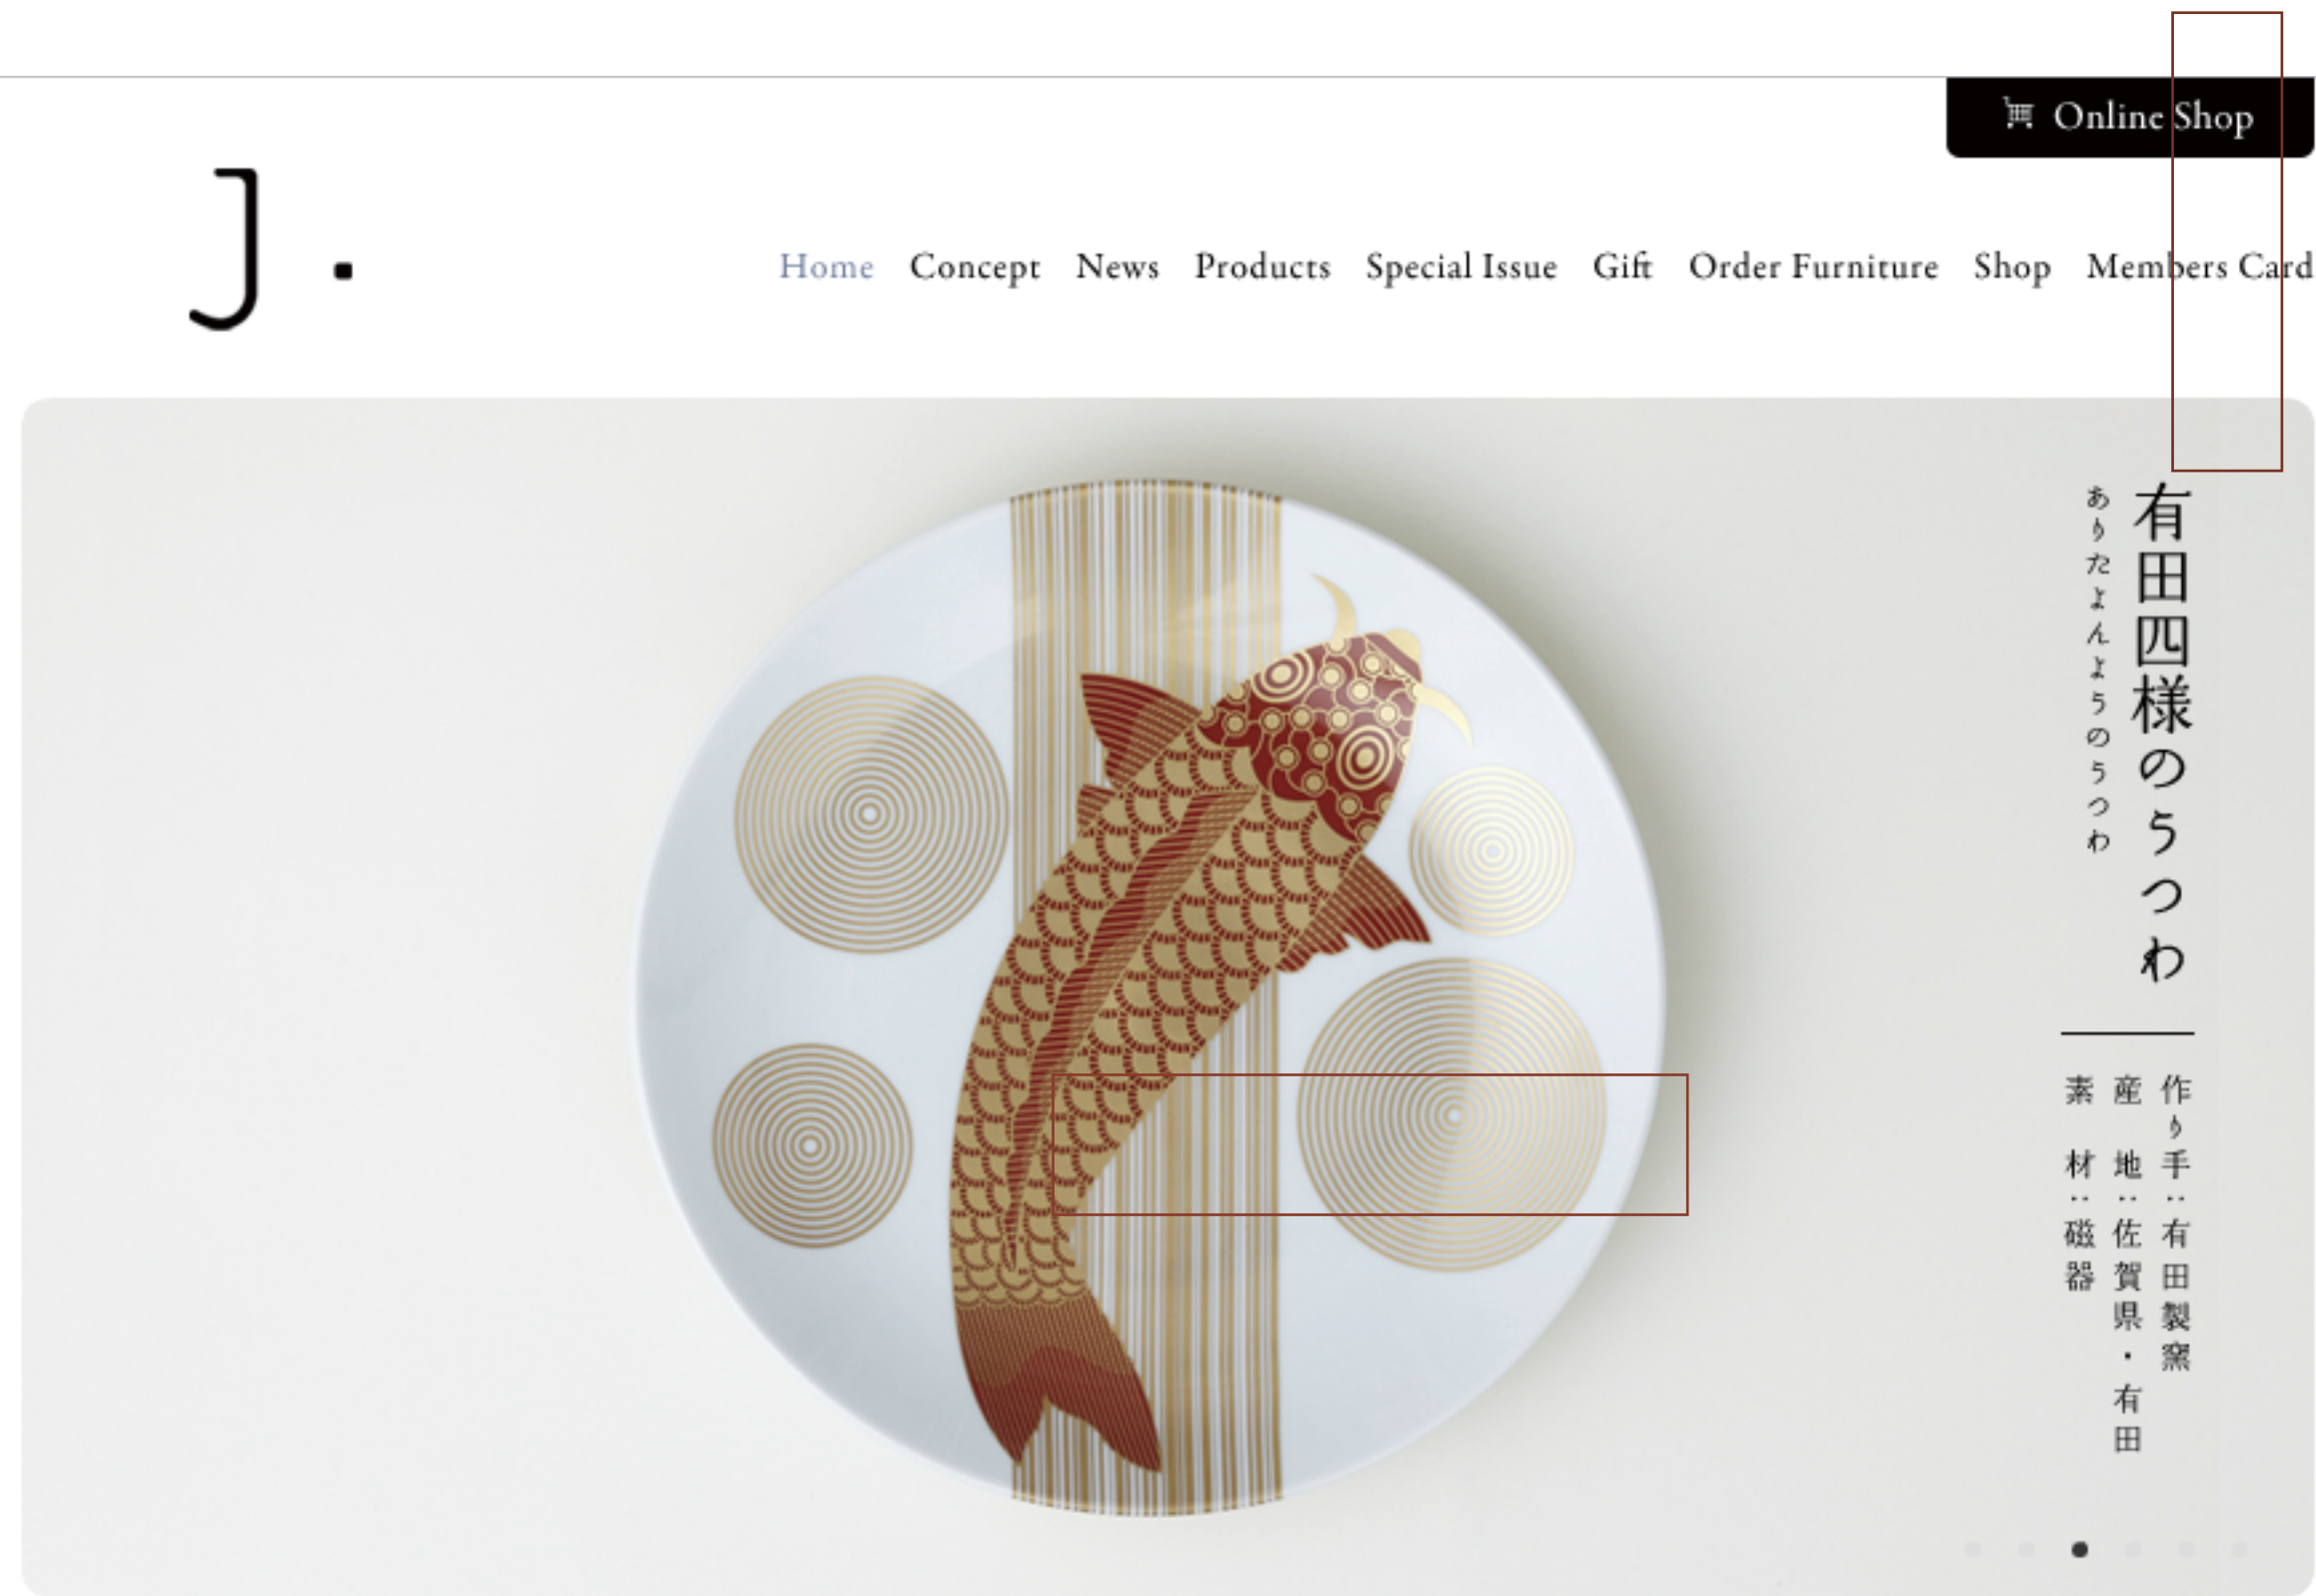 Online Shop
J.
Home Concept News Products Special Issue Gift Order Furniture Shop Members Card
有田四様のうつわ
ありたよんようのうつわ
作り手：有田製窯
産　地：佐賀県・有田
素　材：磁器